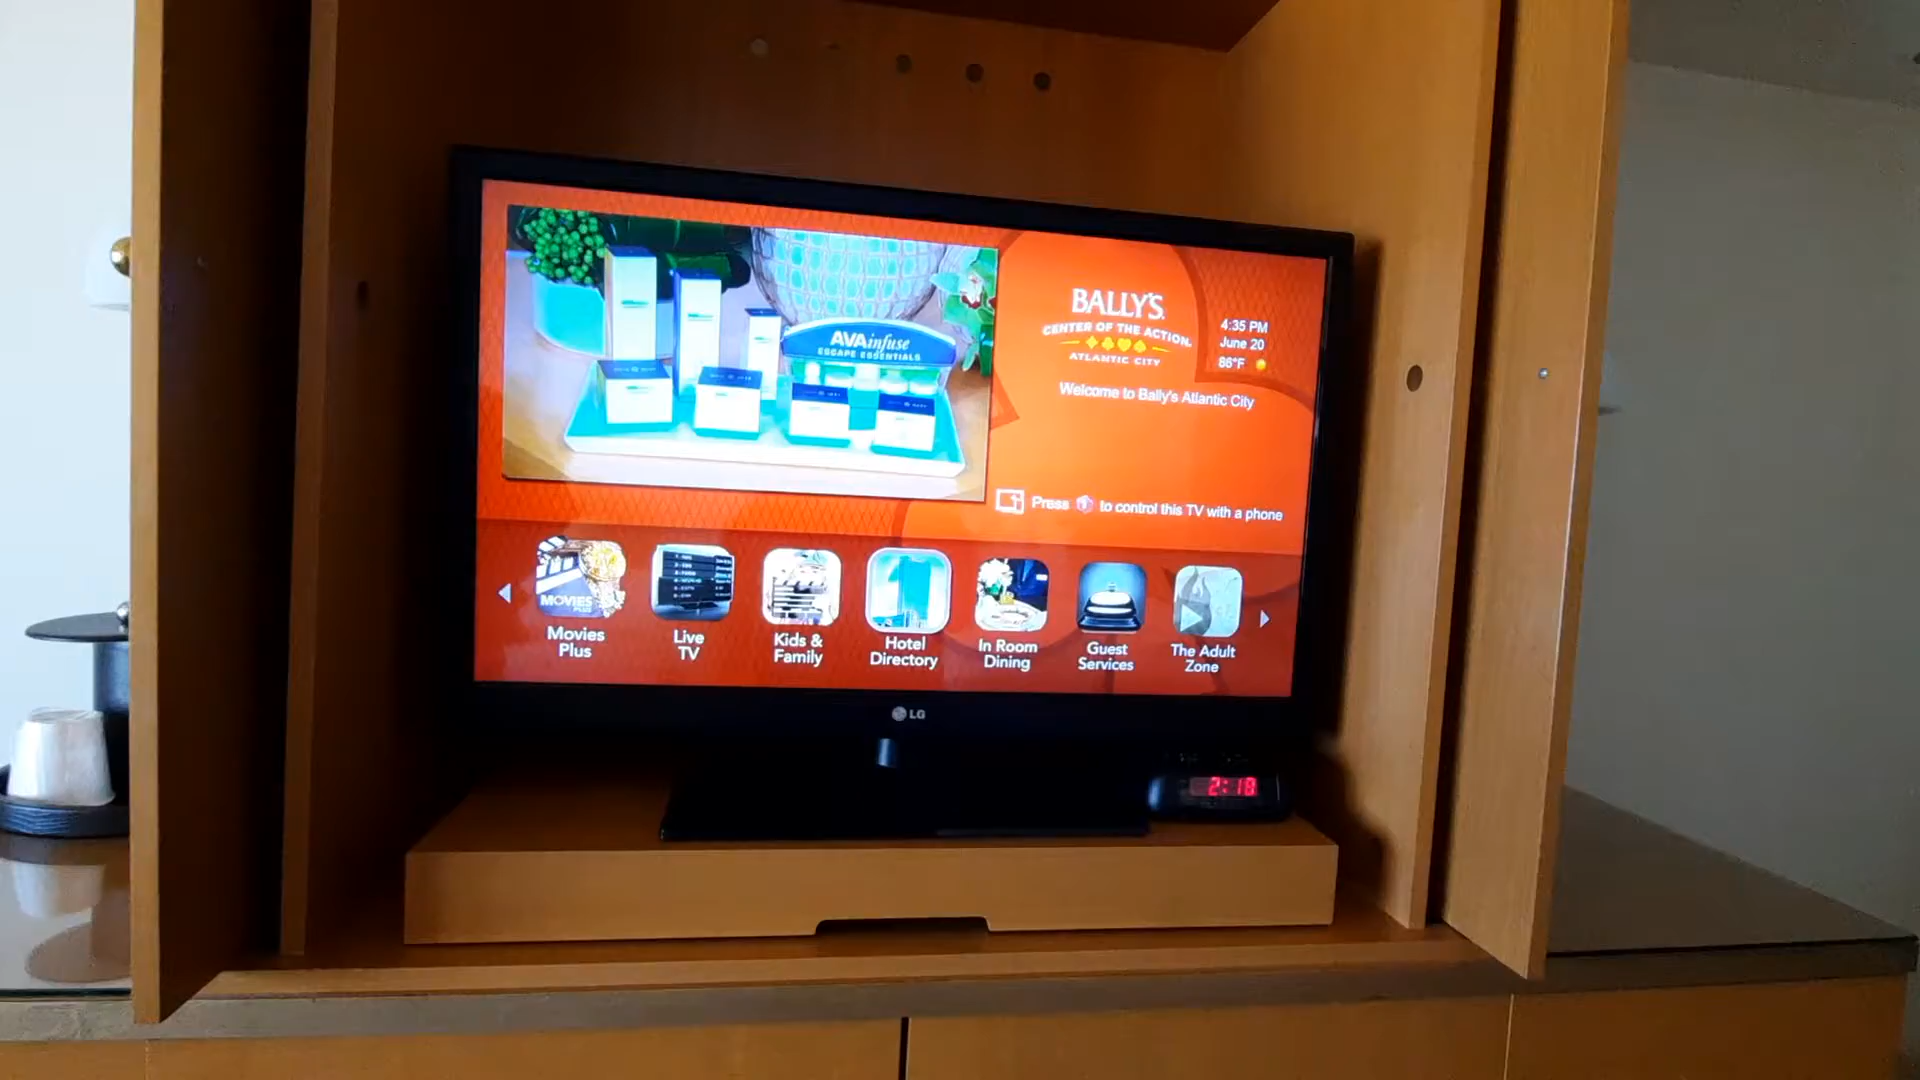 AVAinfuse
ESCAPE ESSENTIALS
BALLY'S
CENTER OF THE ACTION.
ATLANTIC CITY
4:35 PM
June 20
86°F
Welcome to Bally's Atlantic City
Press to control this TV with a phone
MOVIES
PLUS
Movies
Plus
Live
TV
Kids &
Family
Hotel
Directory
In Room
Dining
Guest
Services
The Adult
Zone
LG
2:18